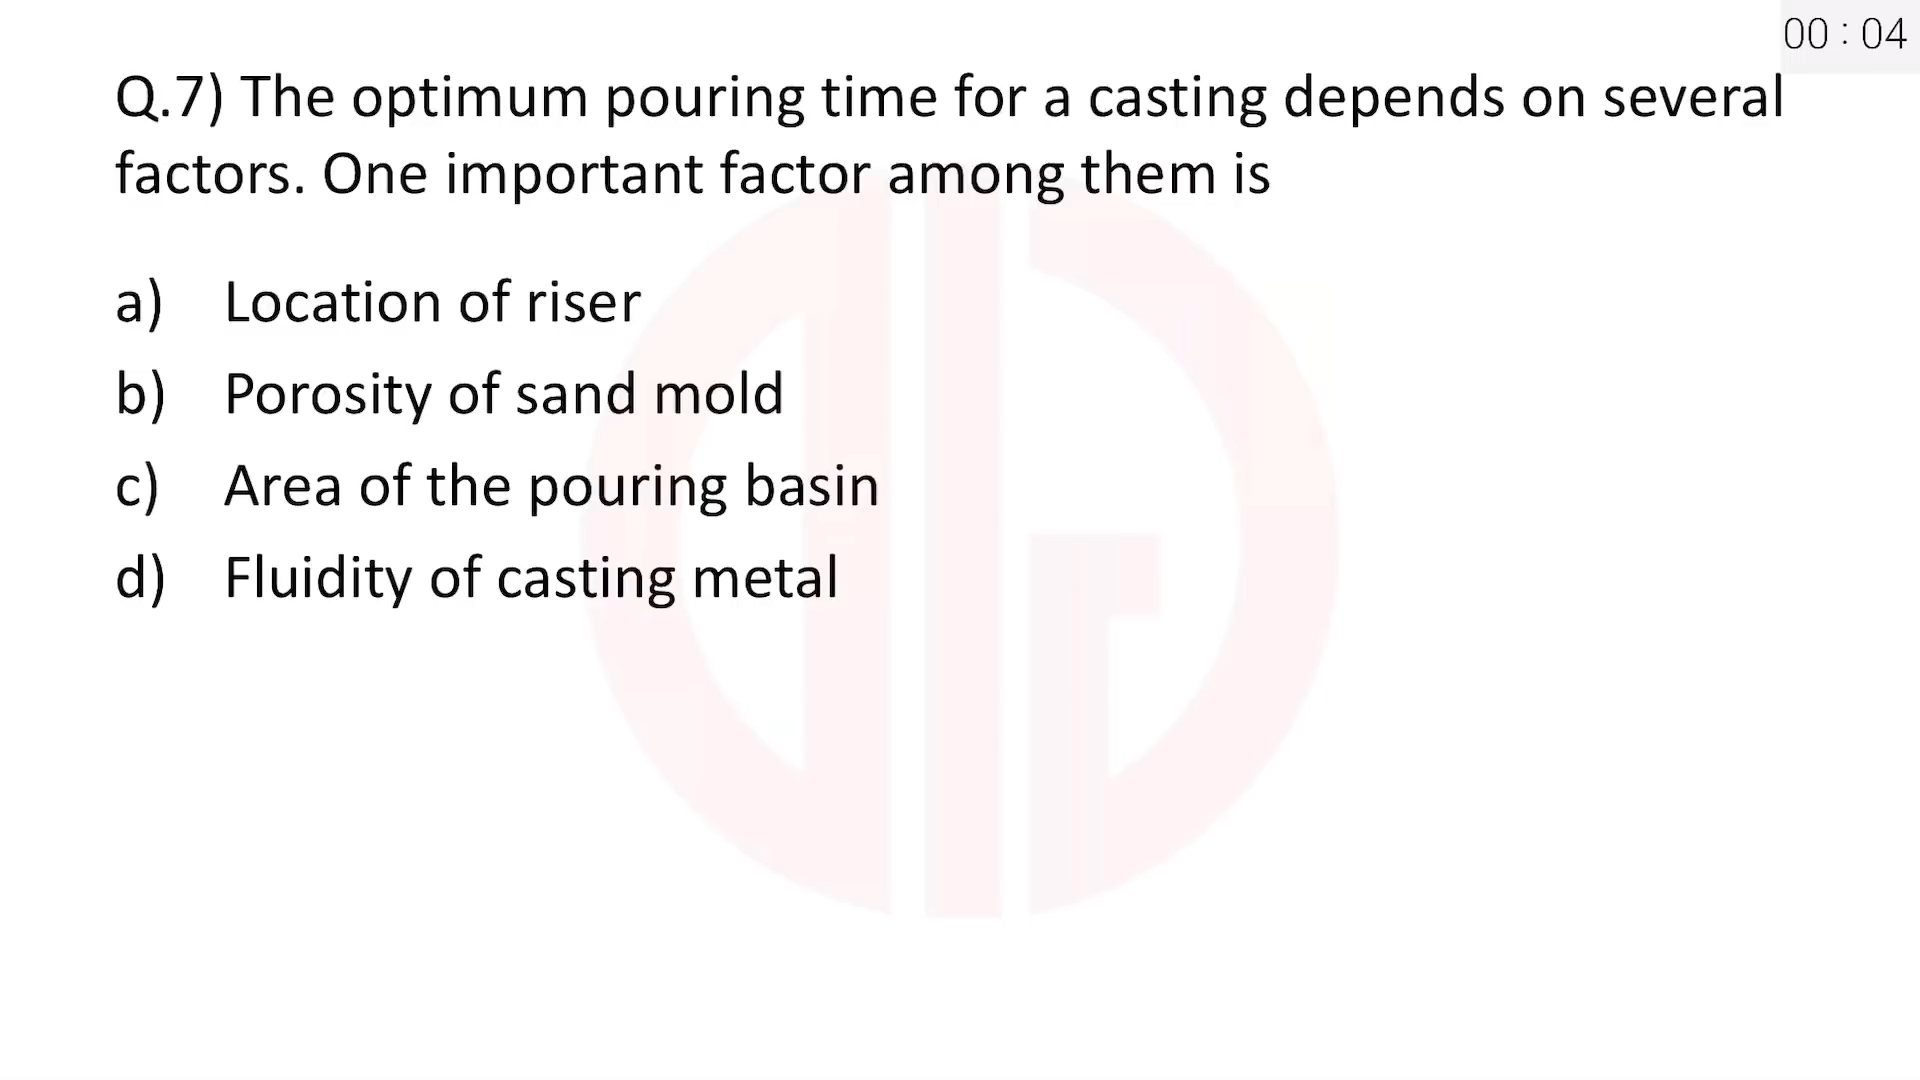 00 : 04
Q.7) The optimum pouring time for a casting depends on several
factors. One important factor among them is
a) Location of riser
b) Porosity of sand mold
c) Area of the pouring basin
d) Fluidity of casting metal